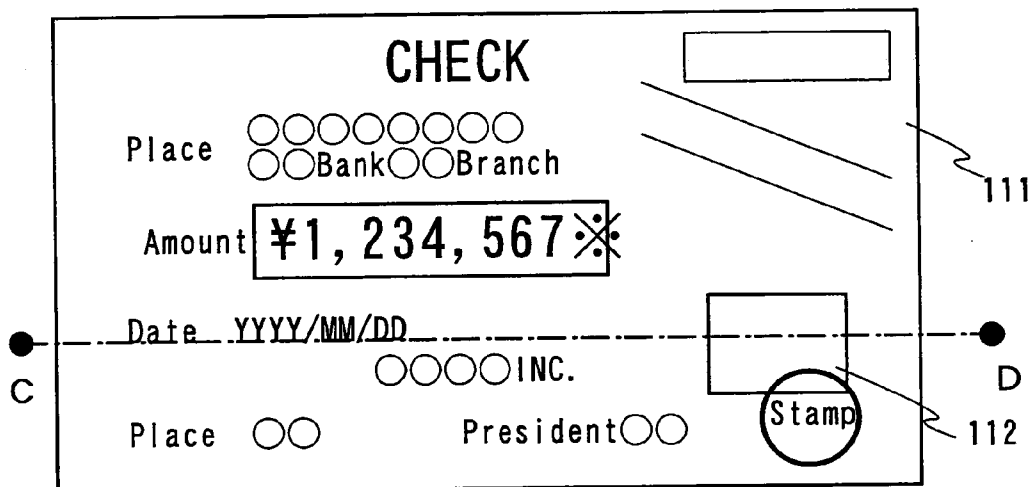 CHECK
Place ○○○○○○○○
○○Bank○○Branch
111
Amount ¥1,234,567※
Date YYYY/MM/DD
C
D
○○○○INC.
Place ○○ President○○ Stamp
112